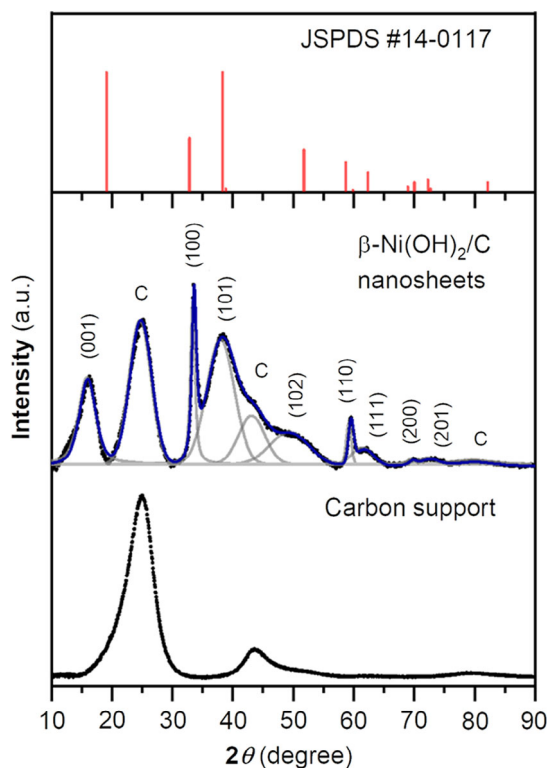 JSPDS #14-0117
β-Ni(OH)₂/C
nanosheets
(001)
C
(100)
(101)
C
(102)
(110)
(111)
(200)
(201)
C
Carbon support
Intensity (a.u.)
10 20 30 40 50 60 70 80 90
2θ (degree)